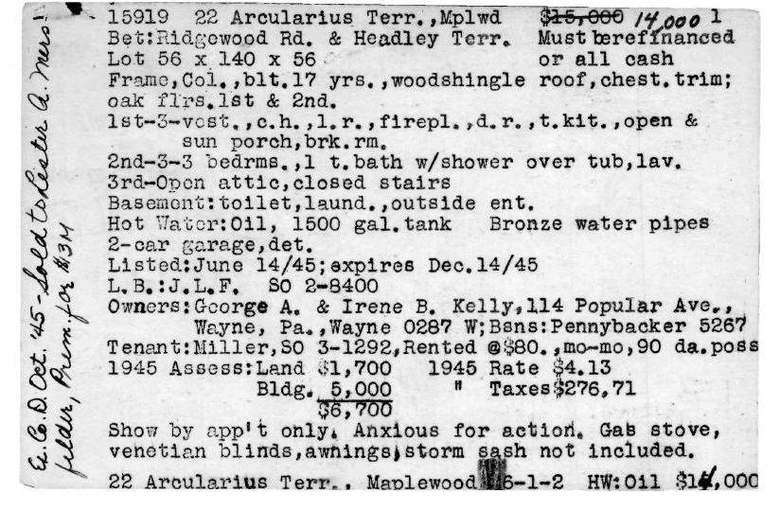 15919 22 Arcularius Terr.,Mplwd $15,000 14,000 1
Bet:Ridgewood Rd. & Headley Terr. Must berefinanced
Lot 56 x 140 x 56 or all cash
Frame,Col.,blt.17 yrs.,woodshingle roof,chest.trim;
oak flrs.1st & 2nd.
1st-3-vest.,c.h.,l.r.,firepl.,d.r.,t.kit.,open &
sun porch,brk.rm.
2nd-3-3 bedrms.,1 t.bath w/shower over tub,lav.
3rd-Open attic,closed stairs
Basement:toilet,laund.,outside ent.
Hot Water:Oil, 1500 gal.tank Bronze water pipes
2-car garage,det.
Listed:June 14/45;expires Dec.14/45
L.B.:J.L.F. SO 2-8400
Owners:George A. & Irene B. Kelly,114 Popular Ave.,
Wayne, Pa.,Wayne 0287 W;Bsns:Pennybacker 5267
Tenant:Miller,SO 3-1292,Rented @$80.,mo-mo,90 da.poss
1945 Assess:Land $1,700 1945 Rate $4.13
Bldg. 5,000 " Taxes$276,71
$6,700
Show by app't only. Anxious for action. Gas stove,
venetian blinds,awnings,storm sash not included.
22 Arcularius Terr., Maplewood 6-1-2 HW:Oil $14,000
Es. Co. D. Oct. '45-Sold to Lester A. Mers-
felder, Prem. for $3M